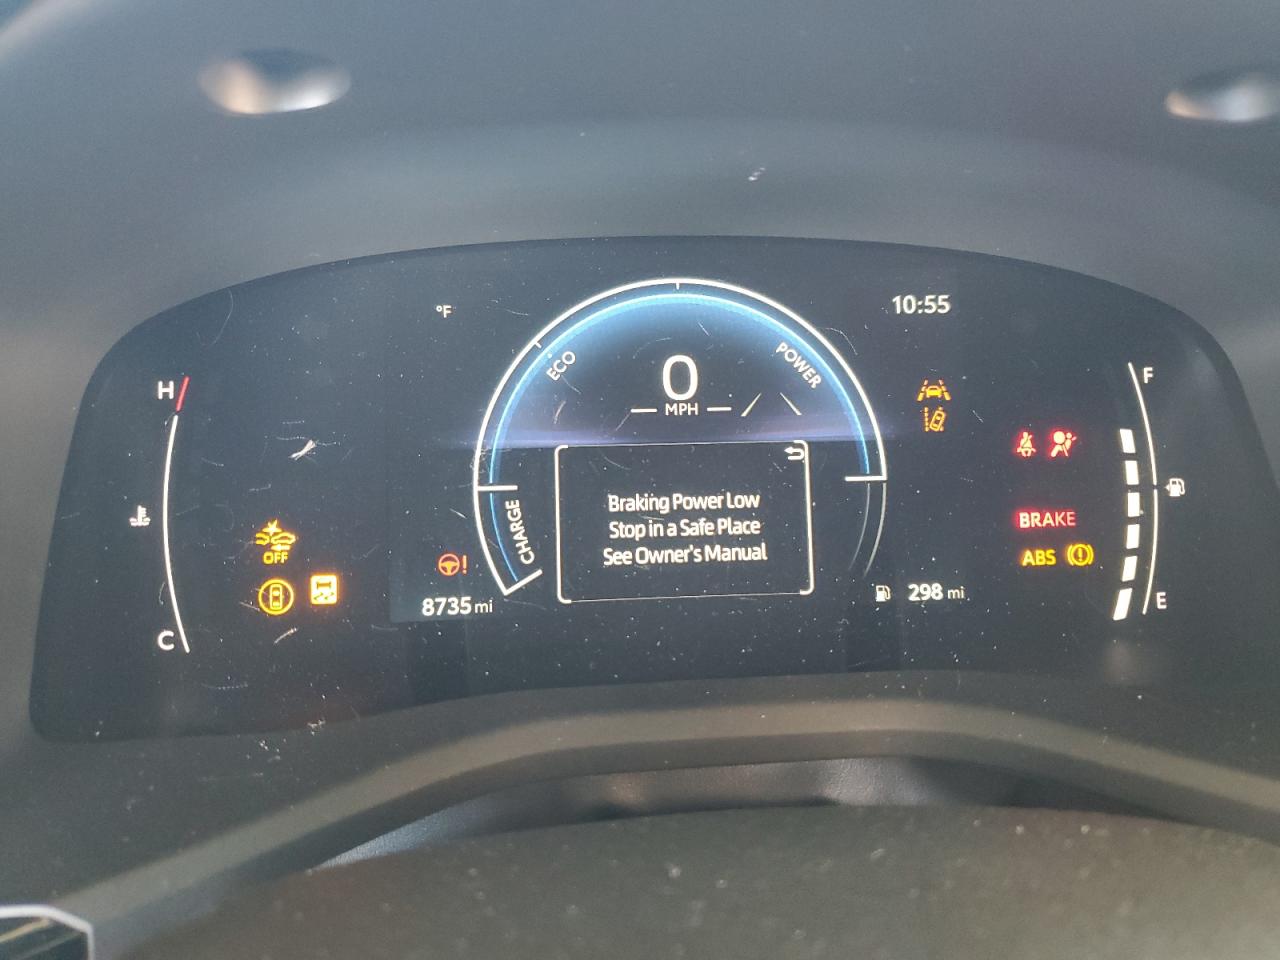 °F
10:55
H
ECO
POWER
F
0
MPH
Braking Power Low
Stop in a Safe Place
See Owner's Manual
CHARGE
BRAKE
OFF
!
ABS
8735 mi
298 mi
E
C